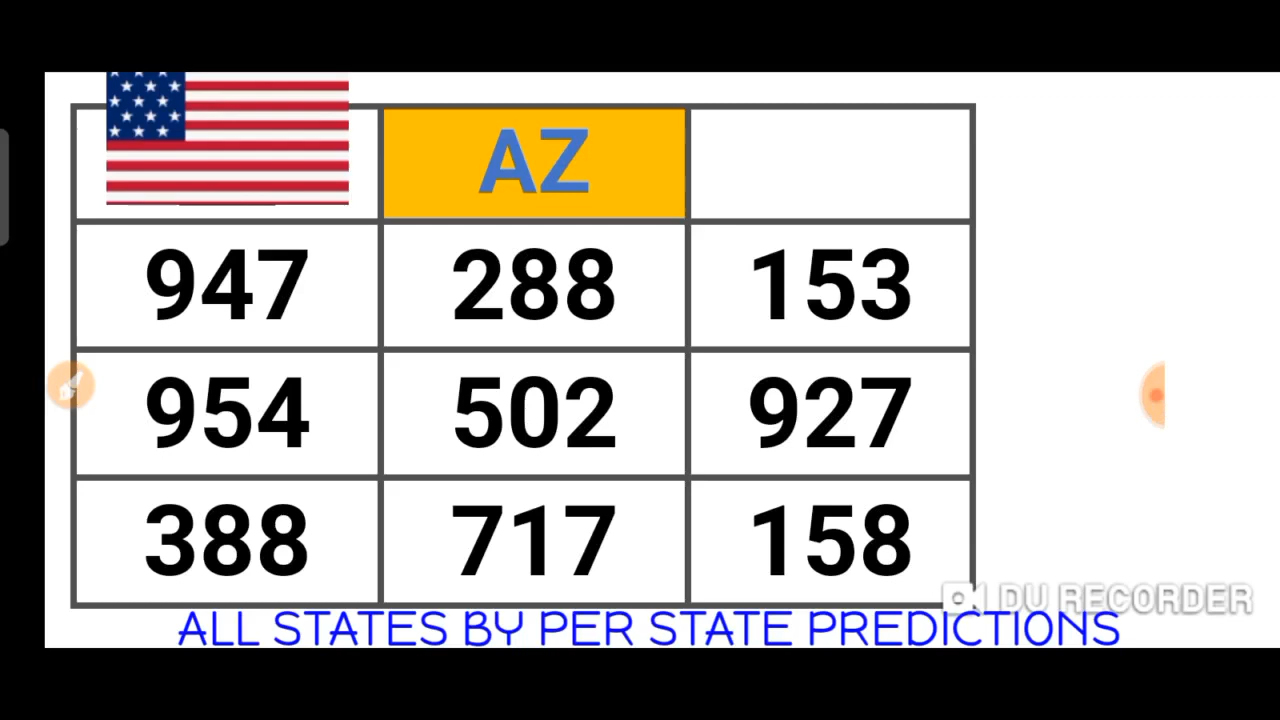 AZ
947 288 153
954 502 927
388 717 158
DU RECORDER
ALL STATES BY PER STATE PREDICTIONS